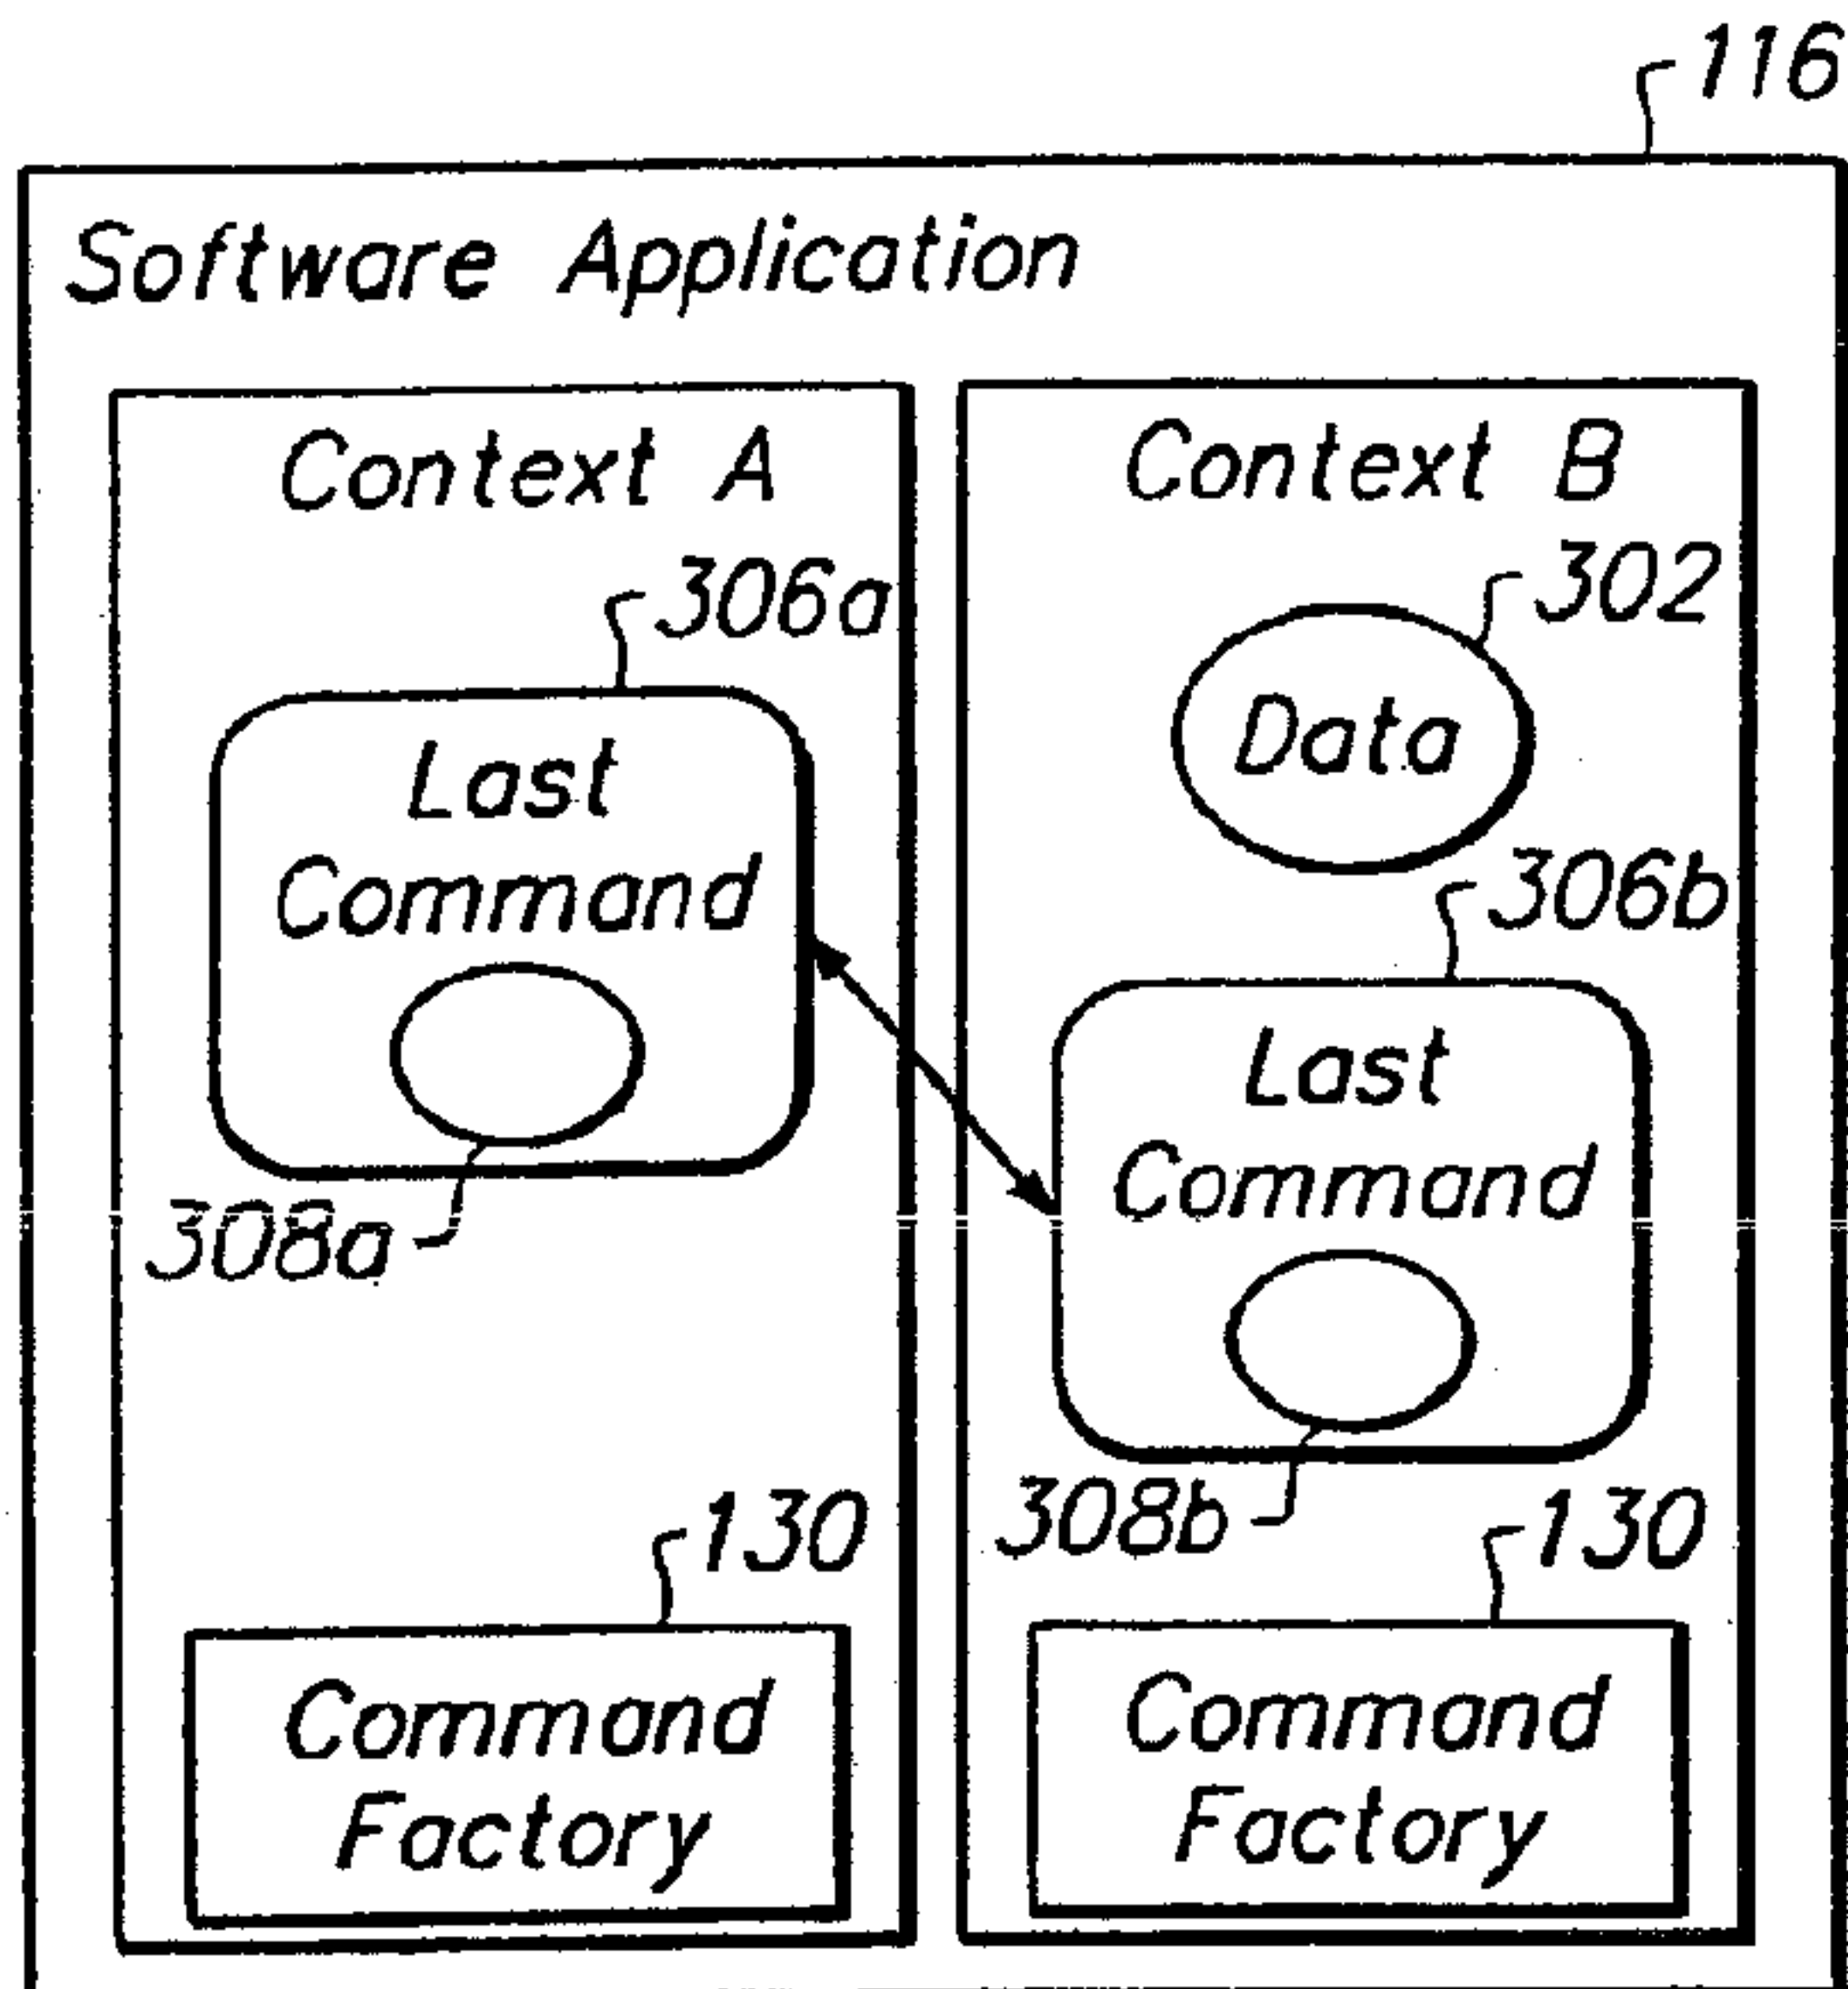 116
Software Application
Context A
306a
Last
Command
308a
130
Command
Factory
Context B
302
Data
306b
Last
Command
308b
130
Command
Factory